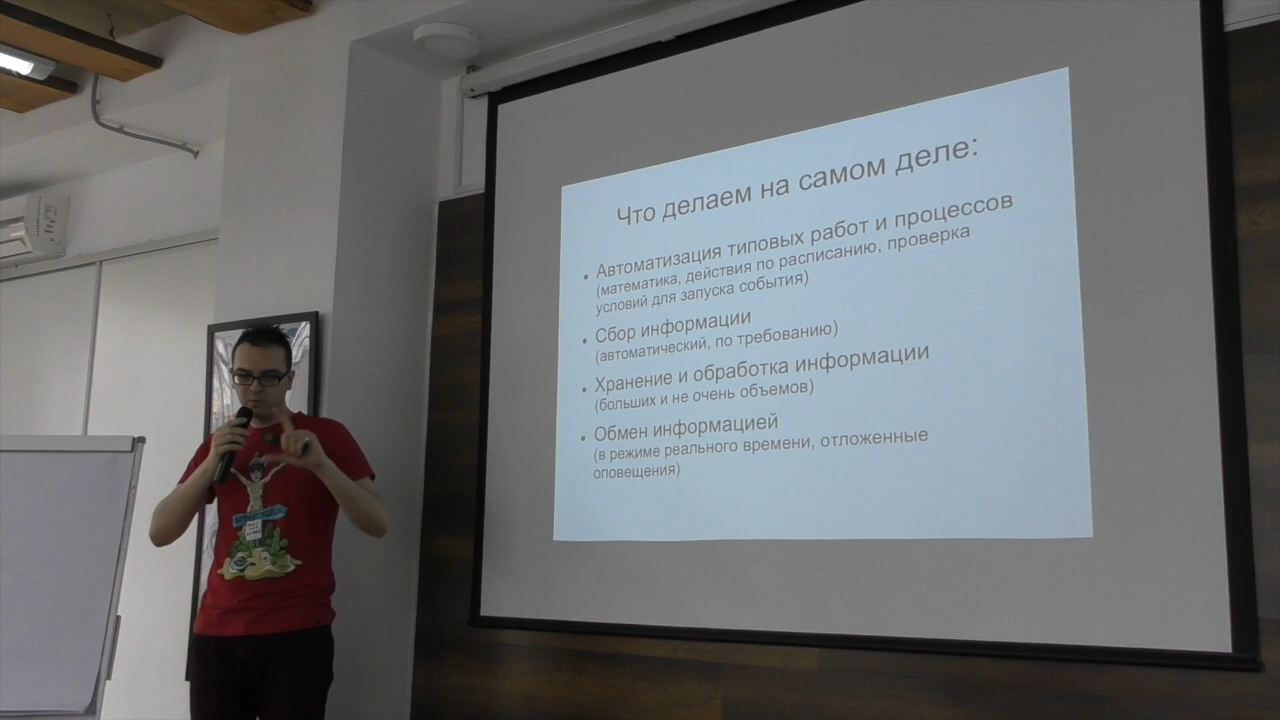 Что делаем на самом деле:
• Автоматизация типовых работ и процессов
(математика, действия по расписанию, проверка
условий для запуска события)
• Сбор информации
(автоматический, по требованию)
• Хранение и обработка информации
(больших и не очень объемов)
• Обмен информацией
(в режиме реального времени, отложенные
оповещения)